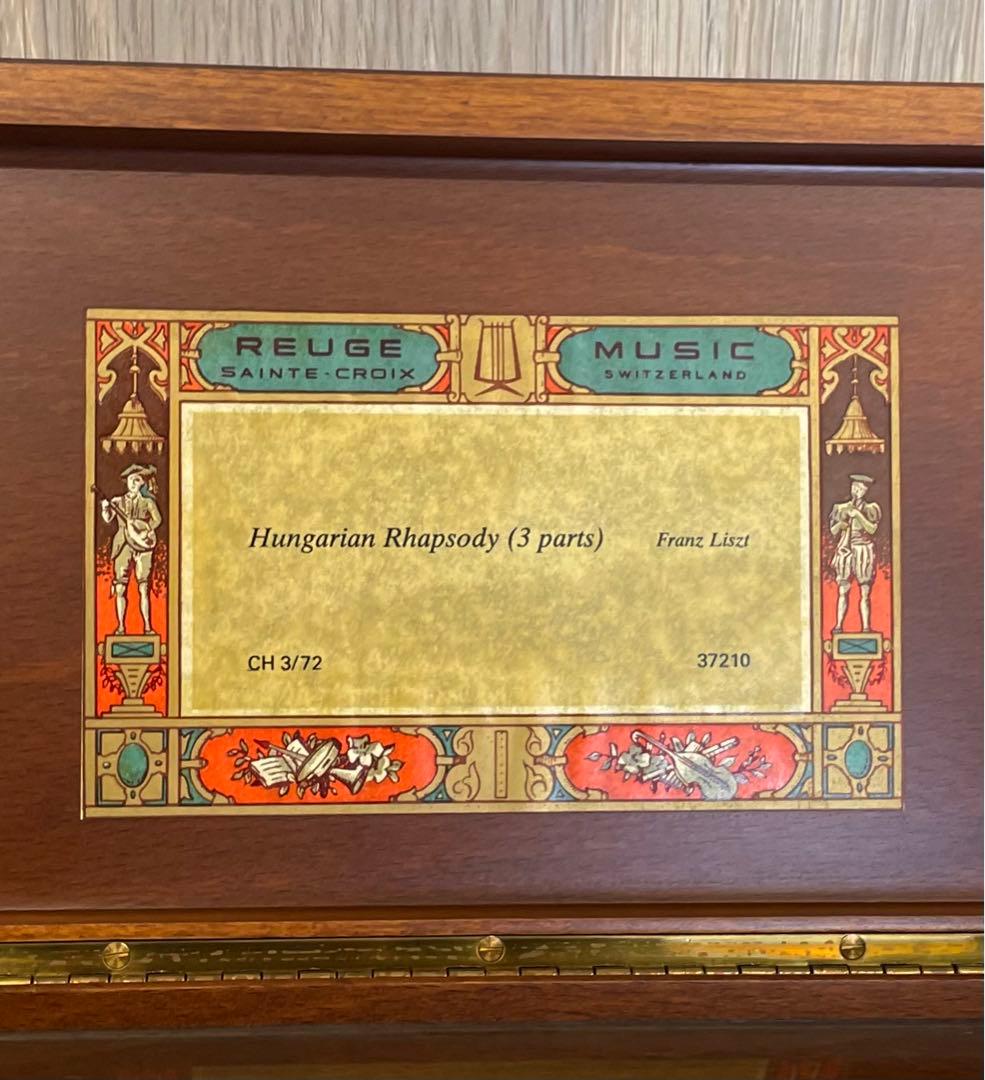 REUGE MUSIC
SAINTE-CROIX SWITZERLAND
Hungarian Rhapsody (3 parts) Franz Liszt
CH 3/72 37210